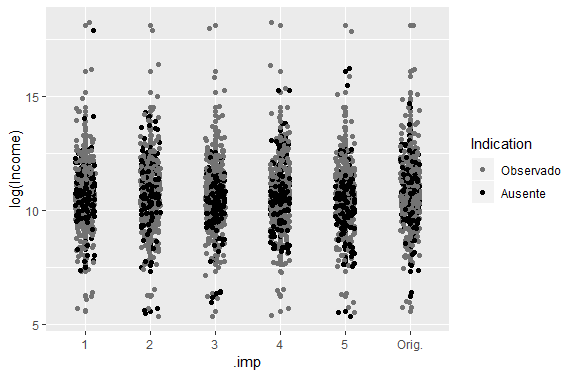 log(Income)
15
10
5
1
2
3
4
5
Orig.
.imp
Indication
Observado
Ausente